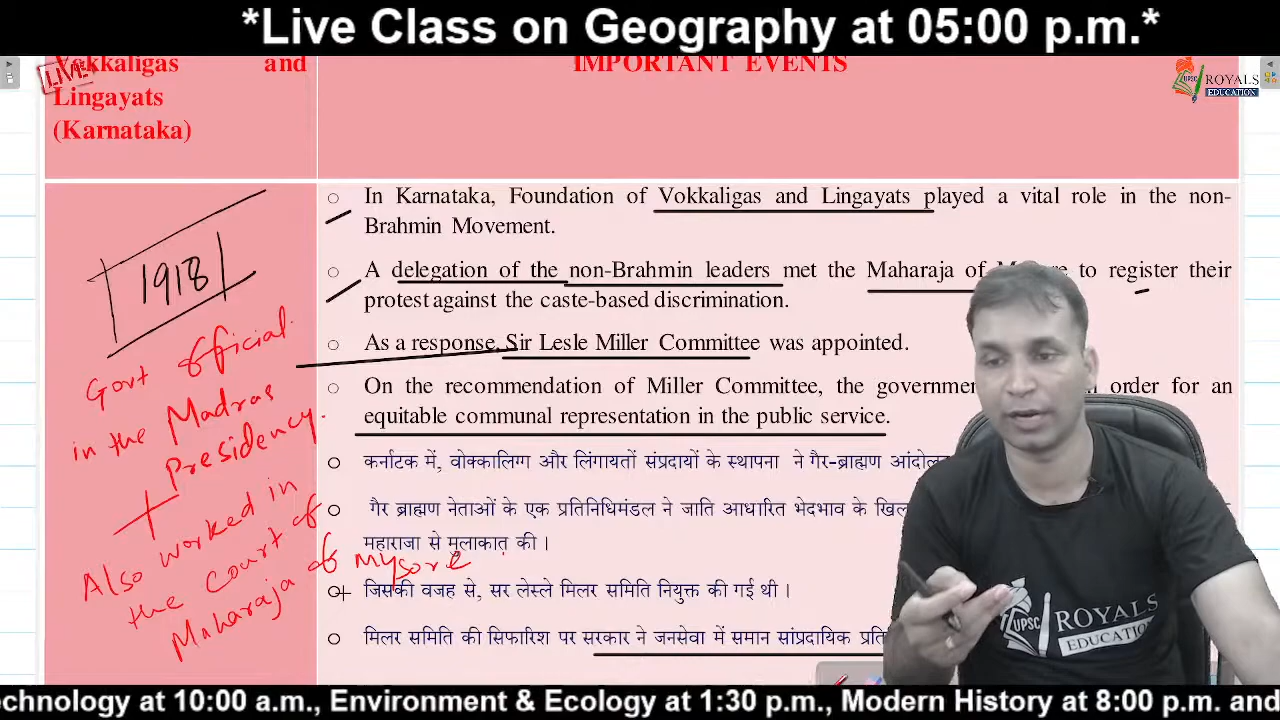 *Live Class on Geography at 05:00 p.m.*
Vokkaligas and
Lingayats
(Karnataka)
IMPORTANT EVENTS
LIVE
UPSC ROYALS
EDUCATION
1918
Govt official
in the Madras
Presidency.
+
Also worked in
the court of
Maharaja of Mysore
In Karnataka, Foundation of Vokkaligas and Lingayats played a vital role in the non-
Brahmin Movement.
A delegation of the non-Brahmin leaders met the Maharaja of to register their
protest against the caste-based discrimination.
As a response, Sir Lesle Miller Committee was appointed.
On the recommendation of Miller Committee, the governme order for an
equitable communal representation in the public service.
कर्नाटक में, वोक्कालिग्ग और लिंगायतों संप्रदायों के स्थापना ने गैर-ब्राह्मण आंदोल
गैर ब्राह्मण नेताओं के एक प्रतिनिधिमंडल ने जाति आधारित भेदभाव के खिल
महाराजा से मुलाकात की ।
जिसकी वजह से, सर लेस्ले मिलर समिति नियुक्त की गई थी ।
मिलर समिति की सिफारिश पर सरकार ने जनसेवा में समान सांप्रदायिक प्रति
UPSC ROYALS
EDUCATION
echnology at 10:00 a.m., Environment & Ecology at 1:30 p.m., Modern History at 8:00 p.m. and